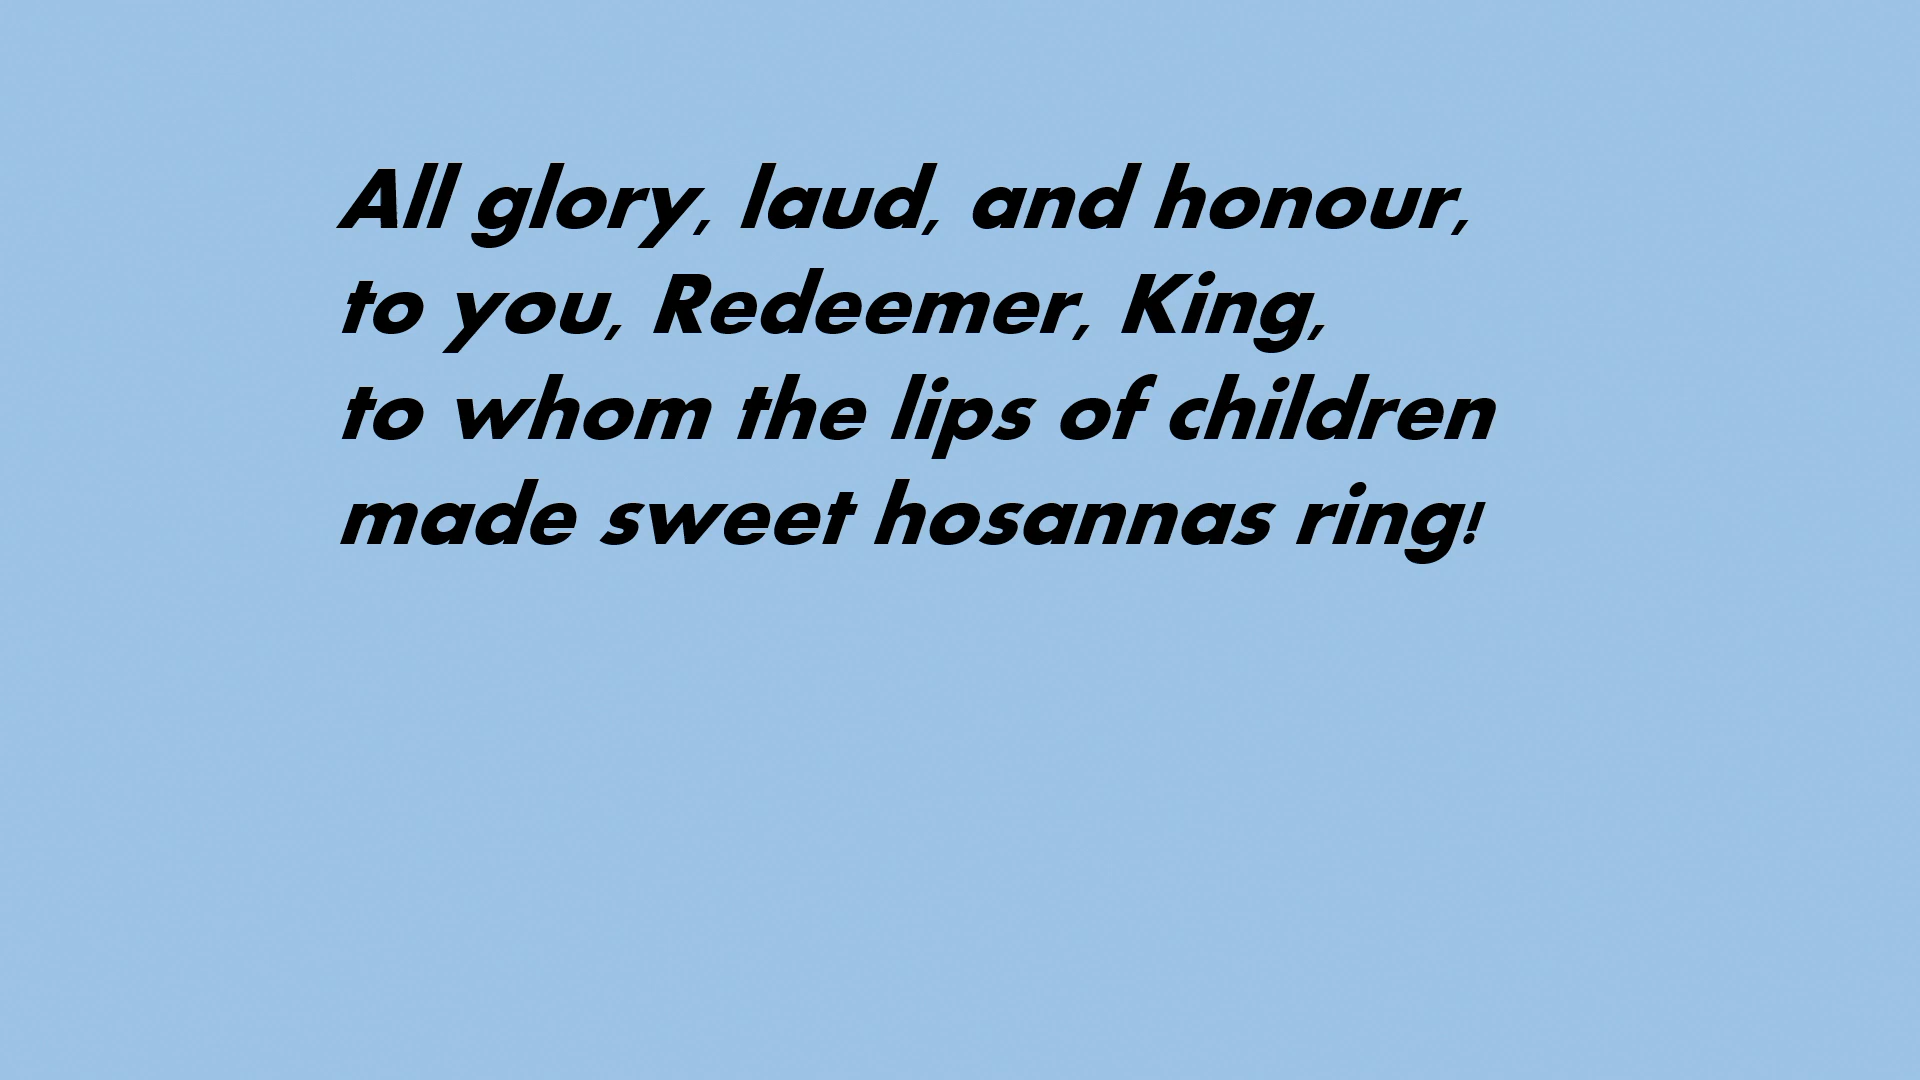 All glory, laud, and honour,
to you, Redeemer, King,
to whom the lips of children
made sweet hosannas ring!